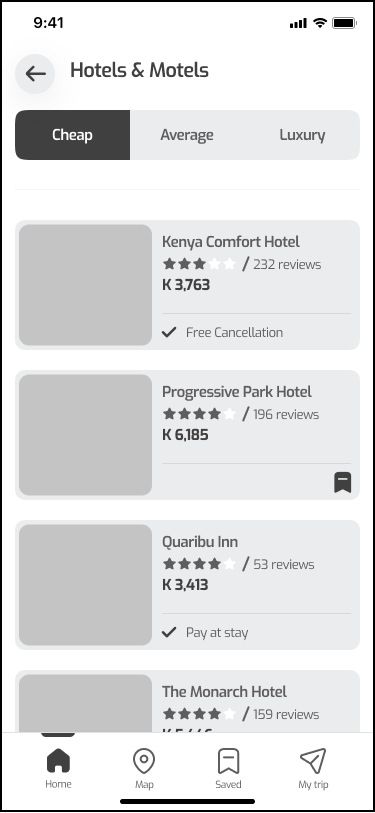 9:41
Hotels & Motels
Cheap
Average
Luxury
Kenya Comfort Hotel
/ 232 reviews
K 3,763
Free Cancellation
Progressive Park Hotel
/ 196 reviews
K 6,185
Quaribu Inn
/ 53 reviews
K 3,413
Pay at stay
The Monarch Hotel
/ 159 reviews
Home
Map
Saved
My trip